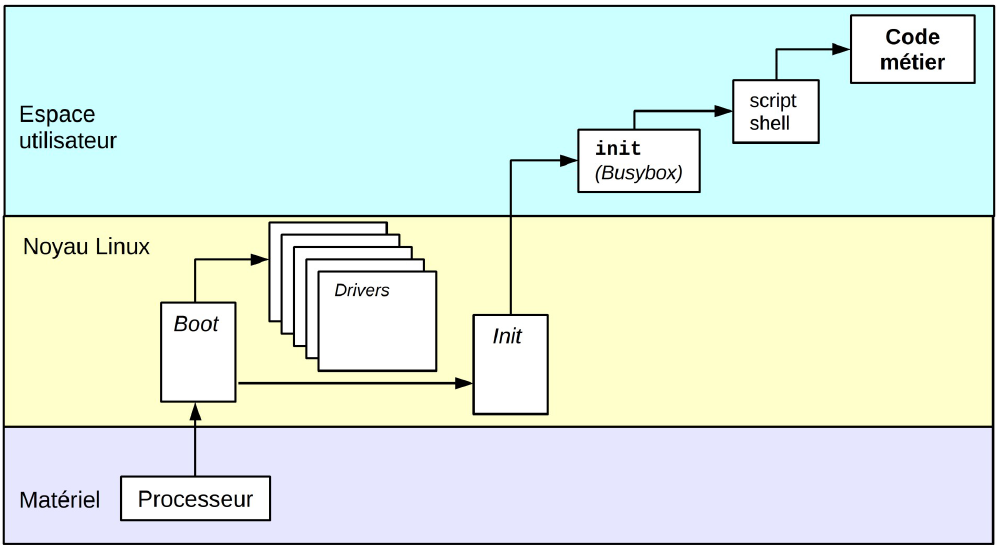 Code
métier
script
shell
Espace
utilisateur
init
(Busybox)
Noyau Linux
Drivers
Boot
Init
Matériel
Processeur